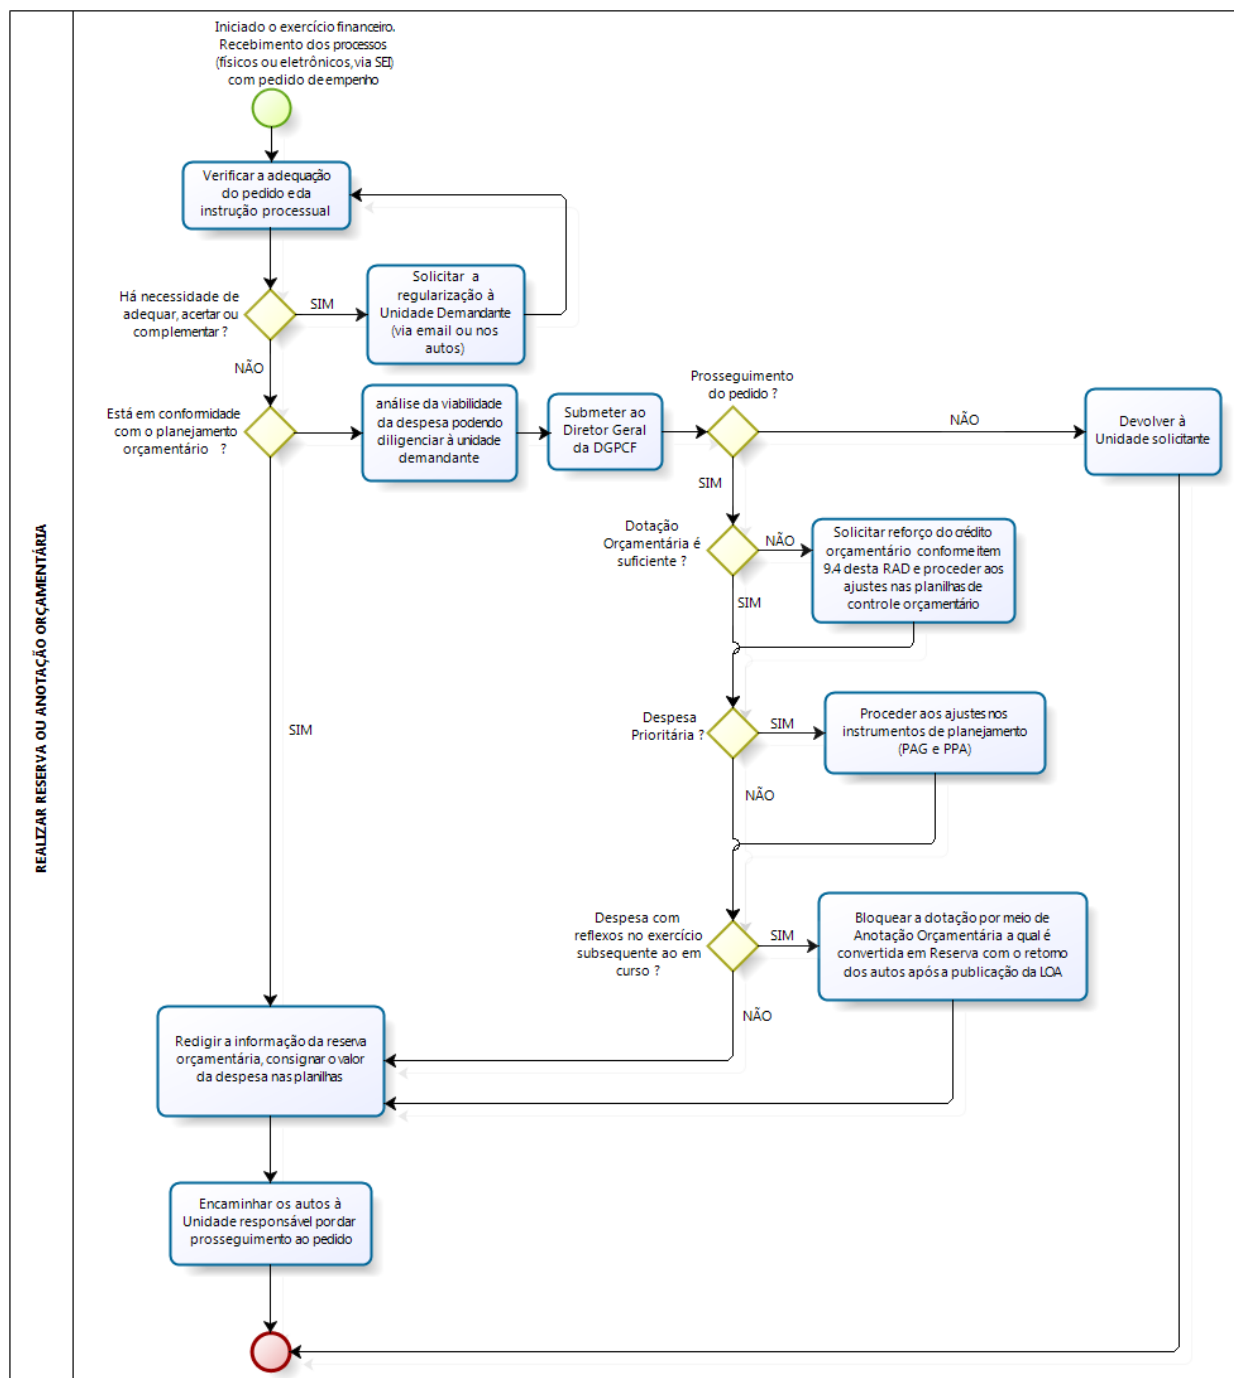 Iniciado o exercício financeiro.
Recebimento dos processos
(físicos ou eletrônicos, via SEI)
com pedido de empenho
Verificar a adequação
do pedido e da
instrução processual
Há necessidade de
adequar, acertar ou
complementar ?
SIM
Solicitar a
regularização à
Unidade Demandante
(via email ou nos
autos)
NÃO
Está em conformidade
com o planejamento
orçamentário ?
análise da viabilidade
da despesa podendo
diligenciar à unidade
demandante
Submeter ao
Diretor Geral
da DGPCF
Prosseguimento
do pedido ?
NÃO
Devolver à
Unidade solicitante
SIM
Dotação
Orçamentária é
suficiente ?
NÃO
Solicitar reforço do crédito
orçamentário conforme item
9.4 desta RAD e proceder aos
ajustes nas planilhas de
controle orçamentário
SIM
Despesa
Prioritária ?
SIM
Proceder aos ajustes nos
instrumentos de planejamento
(PAG e PPA)
SIM
NÃO
REALIZAR RESERVA OU ANOTAÇÃO ORÇAMENTÁRIA
Despesa com
reflexos no exercício
subsequente ao em
curso ?
SIM
Bloquear a dotação por meio de
Anotação Orçamentária a qual é
convertida em Reserva com o retorno
dos autos após a publicação da LOA
NÃO
Redigir a informação da reserva
orçamentária, consignar o valor
da despesa nas planilhas
Encaminhar os autos à
Unidade responsável por dar
prosseguimento ao pedido